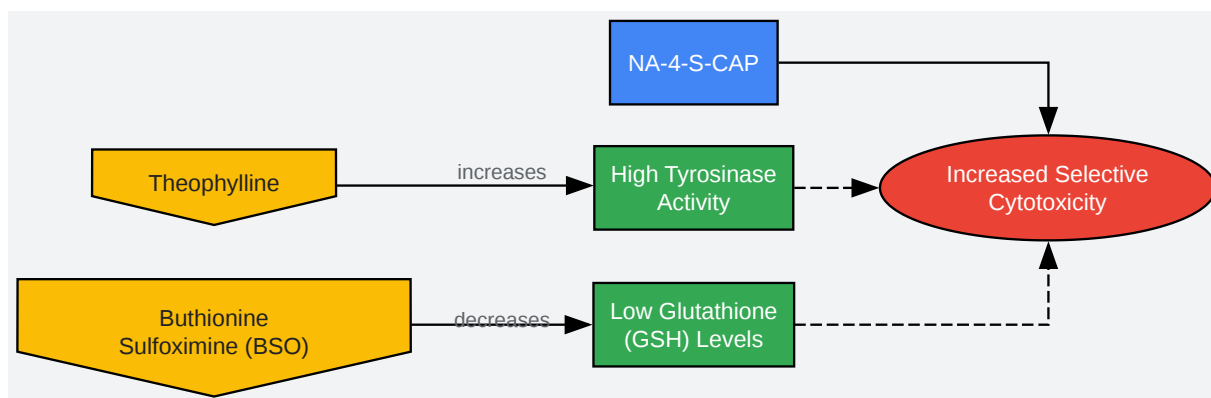 NA-4-S-CAP
Theophylline
increases
High Tyrosinase
Activity
Increased Selective
Cytotoxicity
Buthionine
Sulfoximine (BSO)
decreases
Low Glutathione
(GSH) Levels